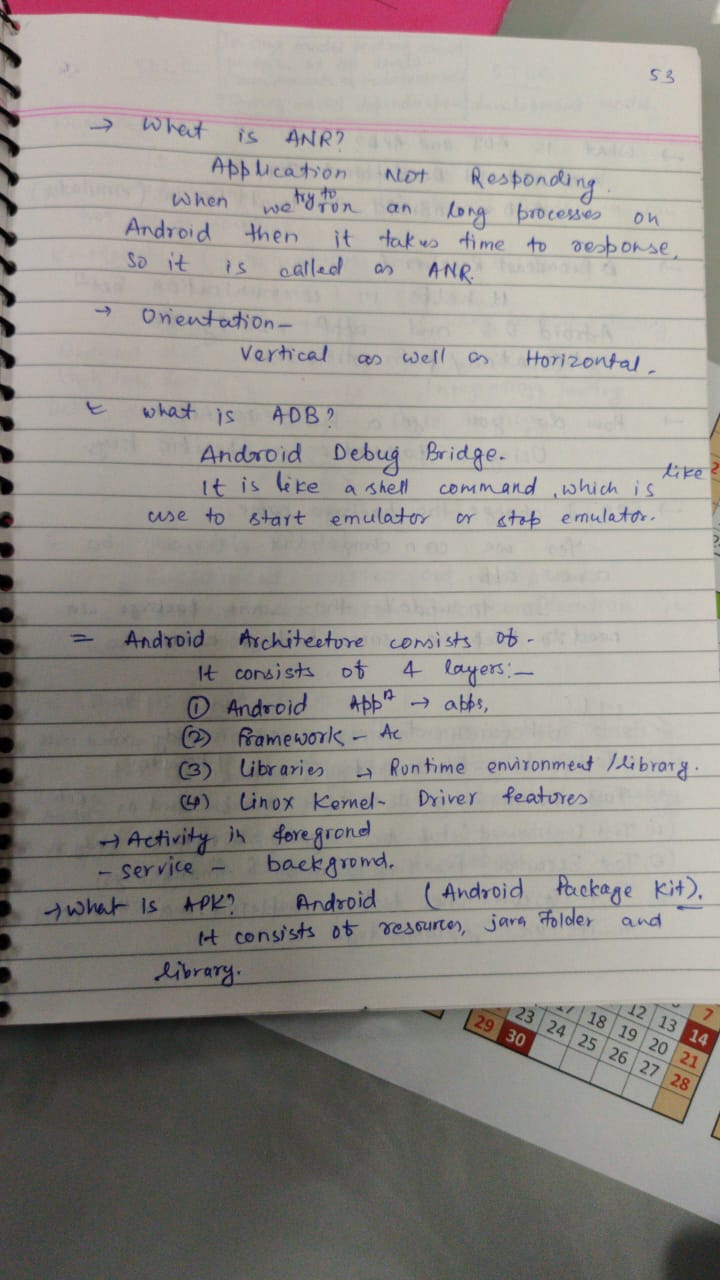 53
→ What is ANR?
Application Not Responding.
When we try to run an long processes on
Android then it takes time to response.
So it is called as ANR.
→ Orientation –
Vertical as well as Horizontal.
what is ADB?
Android Debug Bridge.
It is like a shell command, which is like
use to start emulator or stop emulator.
= Android Architecture consists of -
It consists of 4 layers:–
① Android Appⁿ → apps,
(2) Framework – Ac
(3) Libraries → Runtime environment / library.
(4) Linux Kernel - Driver features
→ Activity in foregrond
- service – backgrond.
→ What is APK? Android (Android Package Kit).
It consists of resources, java folder and
library.
12 13 7
17 18 19 20 14
23 24 25 26 27 21
29 30 28